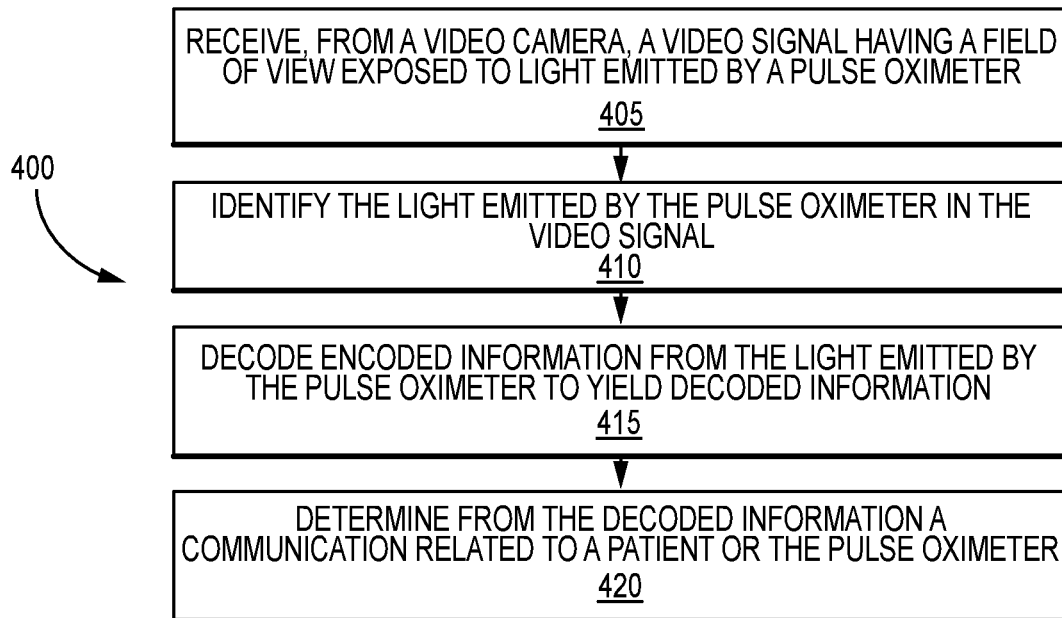 RECEIVE, FROM A VIDEO CAMERA, A VIDEO SIGNAL HAVING A FIELD
OF VIEW EXPOSED TO LIGHT EMITTED BY A PULSE OXIMETER
405
400
IDENTIFY THE LIGHT EMITTED BY THE PULSE OXIMETER IN THE
VIDEO SIGNAL
410
DECODE ENCODED INFORMATION FROM THE LIGHT EMITTED BY
THE PULSE OXIMETER TO YIELD DECODED INFORMATION
415
DETERMINE FROM THE DECODED INFORMATION A
COMMUNICATION RELATED TO A PATIENT OR THE PULSE OXIMETER
420